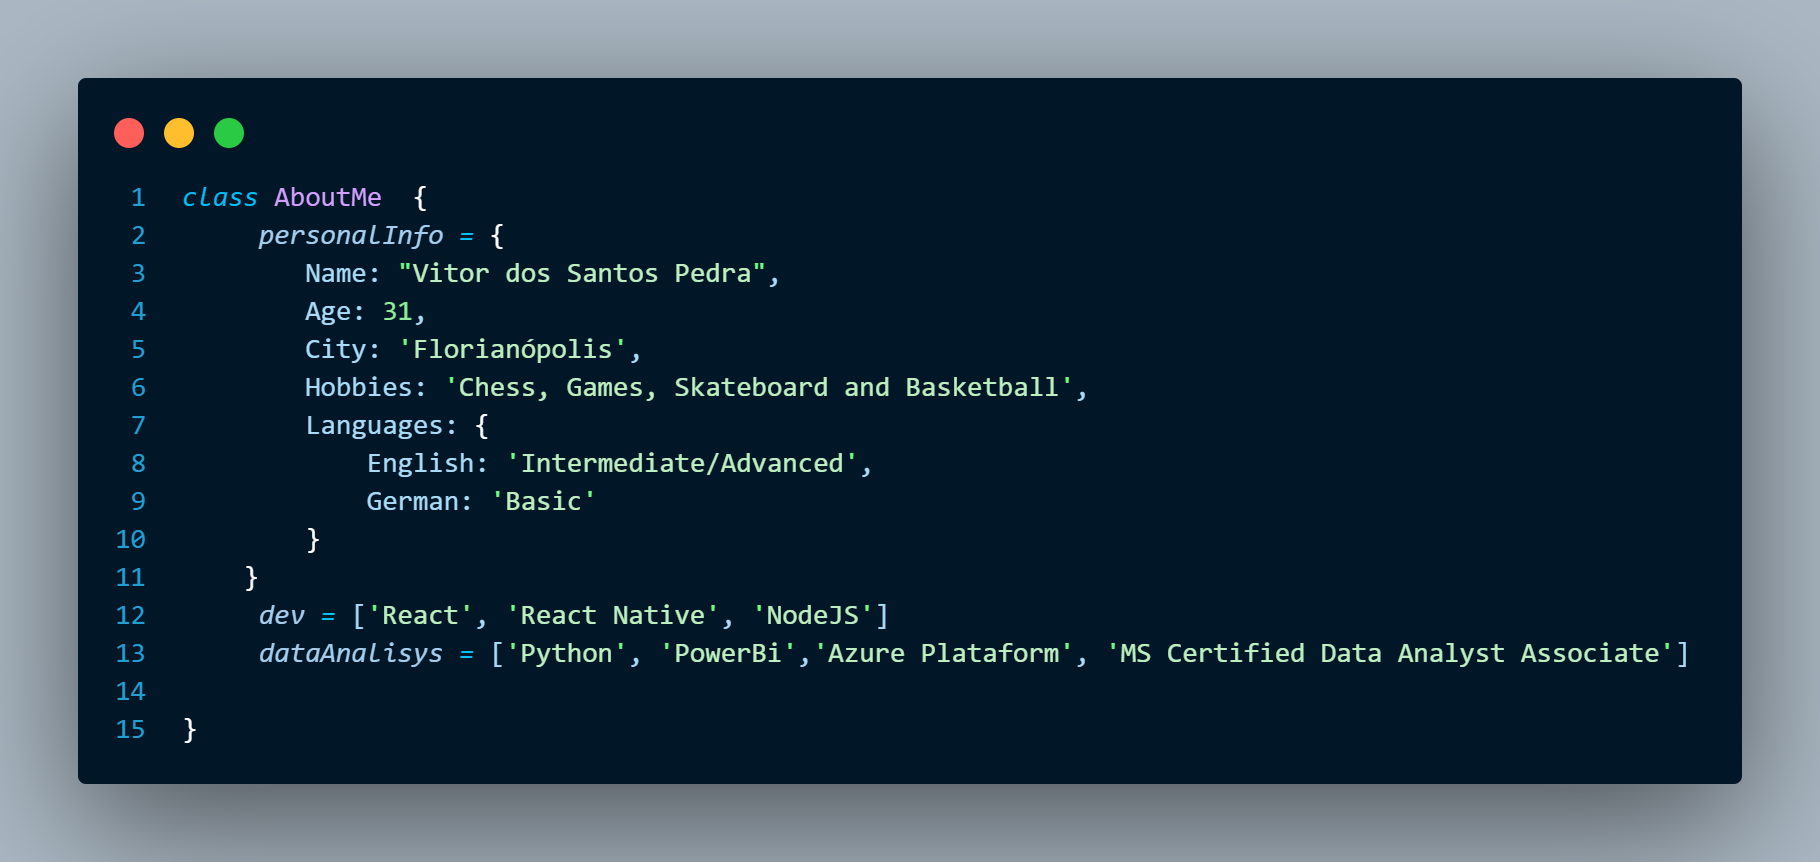 1 class AboutMe  {
2     personalInfo = {
3        Name: "Vitor dos Santos Pedra",
4        Age: 31,
5        City: 'Florianópolis',
6        Hobbies: 'Chess, Games, Skateboard and Basketball',
7        Languages: {
8            English: 'Intermediate/Advanced',
9            German: 'Basic'
10        }
11    }
12     dev = ['React', 'React Native', 'NodeJS']
13     dataAnalisys = ['Python', 'PowerBi','Azure Plataform', 'MS Certified Data Analyst Associate']
14
15 }